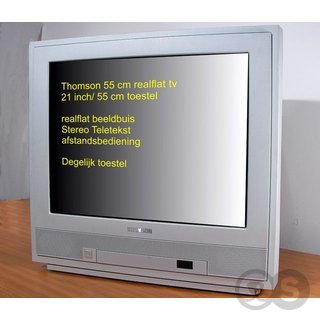 Thomson 55 cm realflat tv
21 inch/ 55 cm toestel
realflat beeldbuis
Stereo Teletekst
afstandsbediening
Degelijk toestel